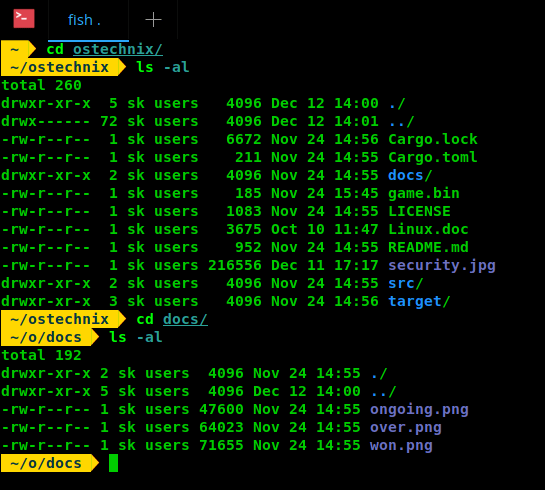 fish .
~ cd ostechnix/
~/ostechnix ls -al
total 260
drwxr-xr-x  5 sk users   4096 Dec 12 14:00 ./
drwx------ 72 sk users   4096 Dec 12 14:01 ../
-rw-r--r--  1 sk users   6672 Nov 24 14:56 Cargo.lock
-rw-r--r--  1 sk users    211 Nov 24 14:55 Cargo.toml
drwxr-xr-x  2 sk users   4096 Nov 24 14:55 docs/
-rw-r--r--  1 sk users    185 Nov 24 15:45 game.bin
-rw-r--r--  1 sk users   1083 Nov 24 14:55 LICENSE
-rw-r--r--  1 sk users   3675 Oct 10 11:47 Linux.doc
-rw-r--r--  1 sk users    952 Nov 24 14:55 README.md
-rw-r--r--  1 sk users 216556 Dec 11 17:17 security.jpg
drwxr-xr-x  2 sk users   4096 Nov 24 14:55 src/
drwxr-xr-x  3 sk users   4096 Nov 24 14:56 target/
~/ostechnix cd docs/
~/o/docs ls -al
total 192
drwxr-xr-x 2 sk users  4096 Nov 24 14:55 ./
drwxr-xr-x 5 sk users  4096 Dec 12 14:00 ../
-rw-r--r-- 1 sk users 47600 Nov 24 14:55 ongoing.png
-rw-r--r-- 1 sk users 64023 Nov 24 14:55 over.png
-rw-r--r-- 1 sk users 71655 Nov 24 14:55 won.png
~/o/docs